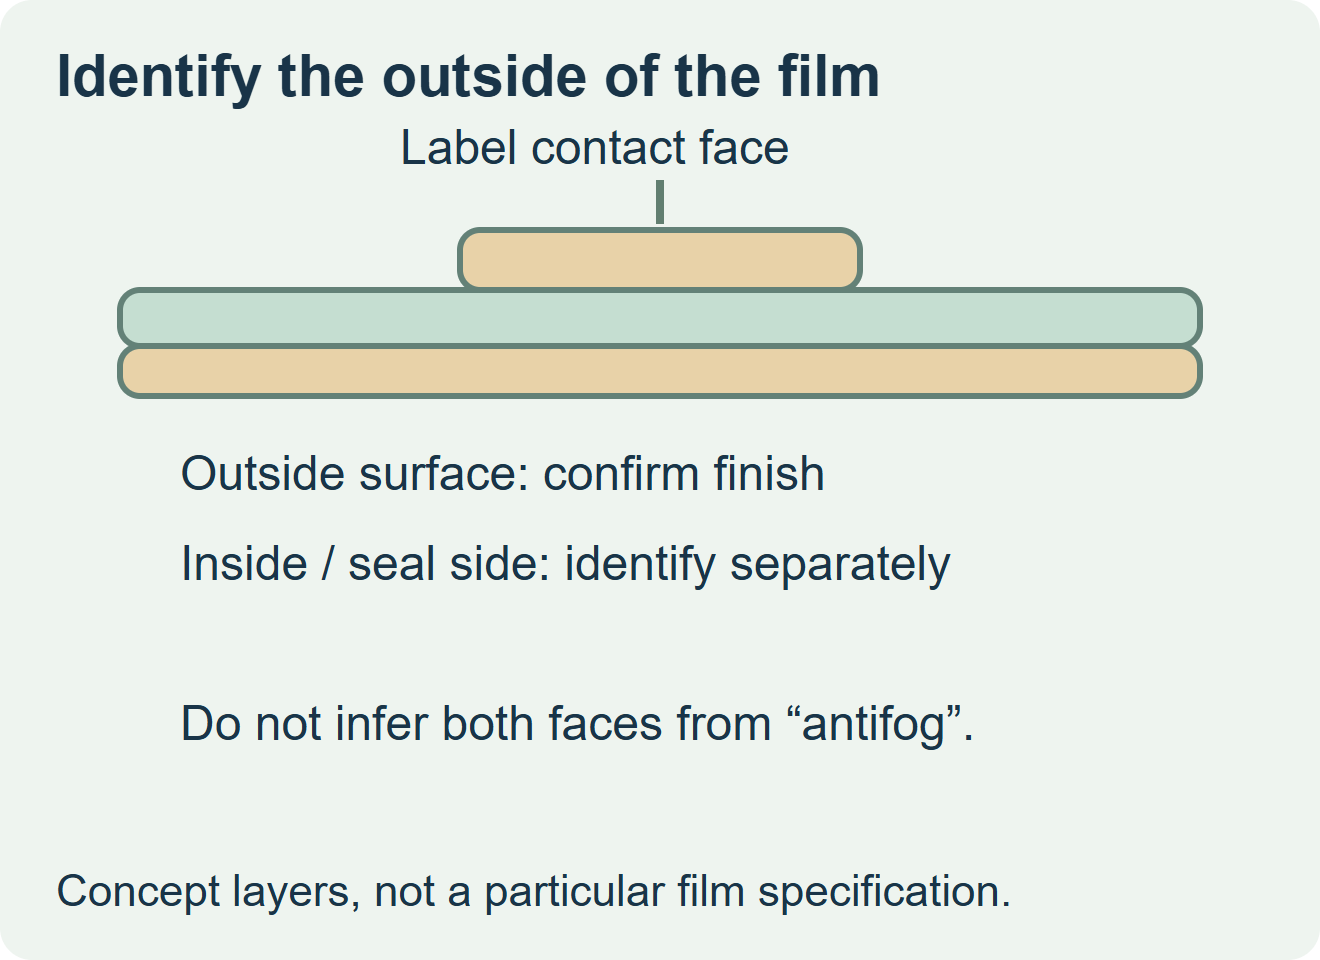 Identify the outside of the film
Label contact face
Outside surface: confirm finish
Inside / seal side: identify separately
Do not infer both faces from “antifog”.
Concept layers, not a particular film specification.